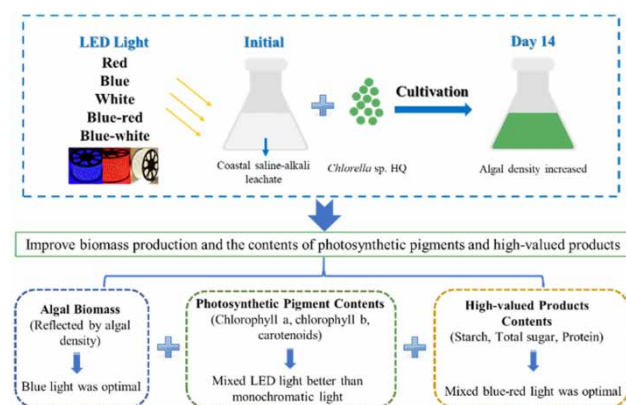 LED Light
Red
Blue
White
Blue-red
Blue-white
Initial
Coastal saline-alkali
leachate
Chlorella sp. HQ
Cultivation
Day 14
Algal density increased
Improve biomass production and the contents of photosynthetic pigments and high-valued products
Algal Biomass
(Reflected by algal
density)
Blue light was optimal
Photosynthetic Pigment Contents
(Chlorophyll a, chlorophyll b,
carotenoids)
Mixed LED light better than
monochromatic light
High-valued Products
Contents
(Starch, Total sugar, Protein)
Mixed blue-red light was optimal